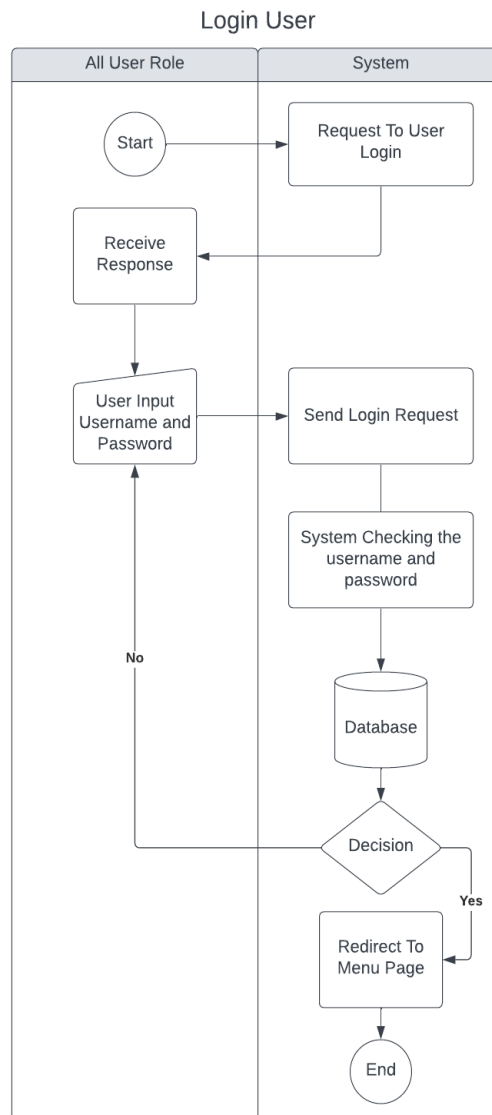 Login User
All User Role
System
Start
Request To User
Login
Receive
Response
User Input
Username and
Password
Send Login Request
System Checking the
username and
password
No
Database
Decision
Yes
Redirect To
Menu Page
End